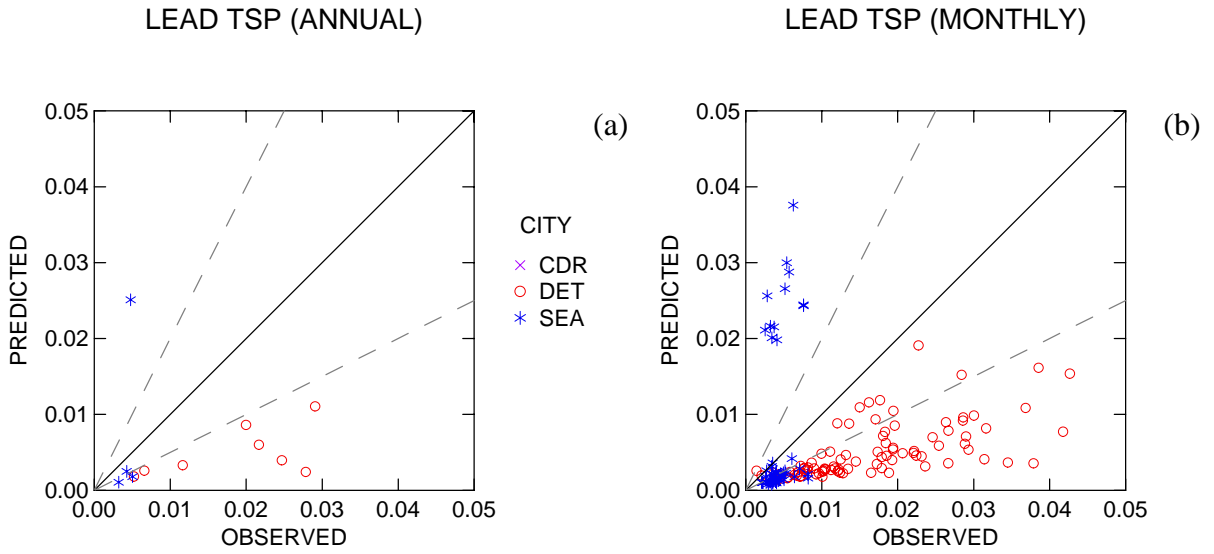 LEAD TSP (ANNUAL)
LEAD TSP (MONTHLY)
(a)
PREDICTED
0.05
0.04
0.03
0.02
0.01
0.00
0.00 0.01 0.02 0.03 0.04 0.05
OBSERVED
CITY
CDR
DET
SEA
(b)
PREDICTED
0.05
0.04
0.03
0.02
0.01
0.00
0.00 0.01 0.02 0.03 0.04 0.05
OBSERVED